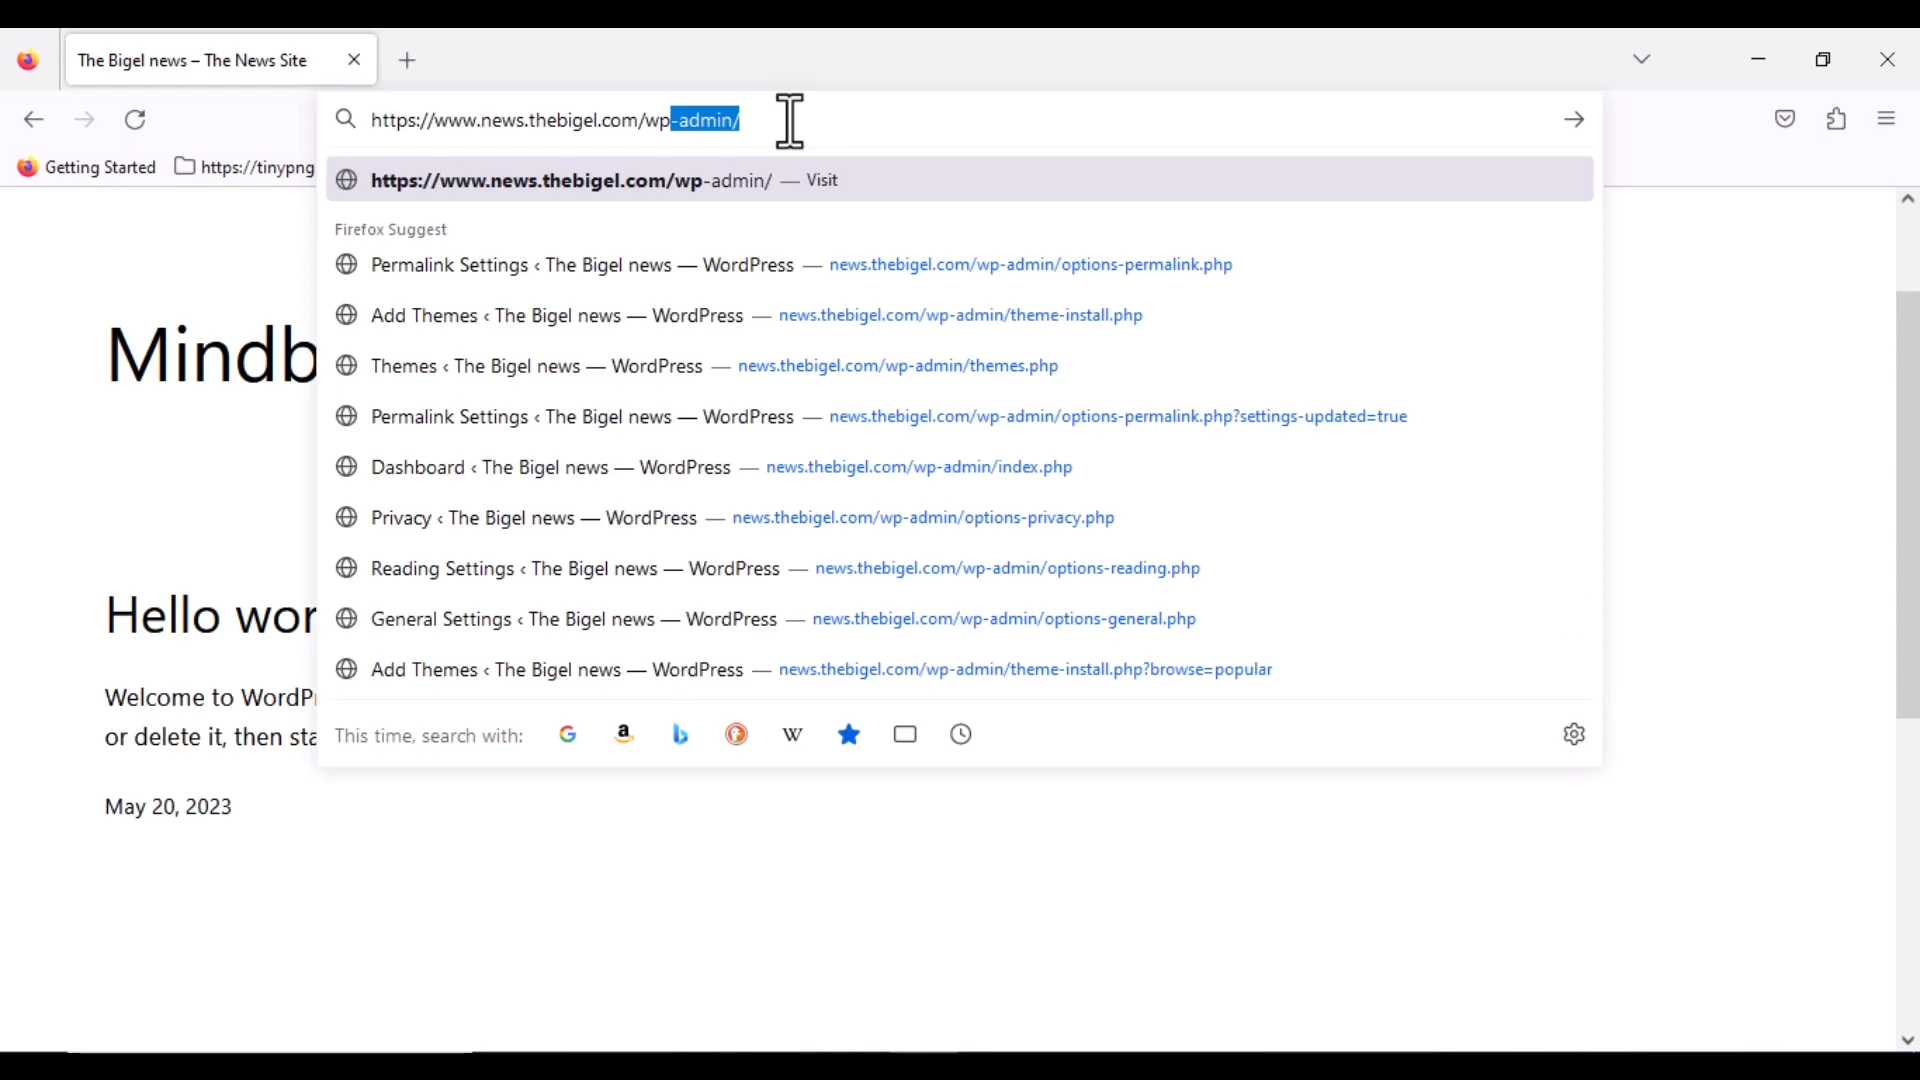 The Bigel news – The News Site
https://www.news.thebigel.com/wp-admin/
Getting Started
https://tinypng
https://www.news.thebigel.com/wp-admin/ — Visit
Firefox Suggest
Permalink Settings ‹ The Bigel news — WordPress — news.thebigel.com/wp-admin/options-permalink.php
Add Themes ‹ The Bigel news — WordPress — news.thebigel.com/wp-admin/theme-install.php
Themes ‹ The Bigel news — WordPress — news.thebigel.com/wp-admin/themes.php
Permalink Settings ‹ The Bigel news — WordPress — news.thebigel.com/wp-admin/options-permalink.php?settings-updated=true
Dashboard ‹ The Bigel news — WordPress — news.thebigel.com/wp-admin/index.php
Privacy ‹ The Bigel news — WordPress — news.thebigel.com/wp-admin/options-privacy.php
Reading Settings ‹ The Bigel news — WordPress — news.thebigel.com/wp-admin/options-reading.php
General Settings ‹ The Bigel news — WordPress — news.thebigel.com/wp-admin/options-general.php
Add Themes ‹ The Bigel news — WordPress — news.thebigel.com/wp-admin/theme-install.php?browse=popular
This time, search with:
Mindb
Hello wor
Welcome to WordP
or delete it, then sta
May 20, 2023